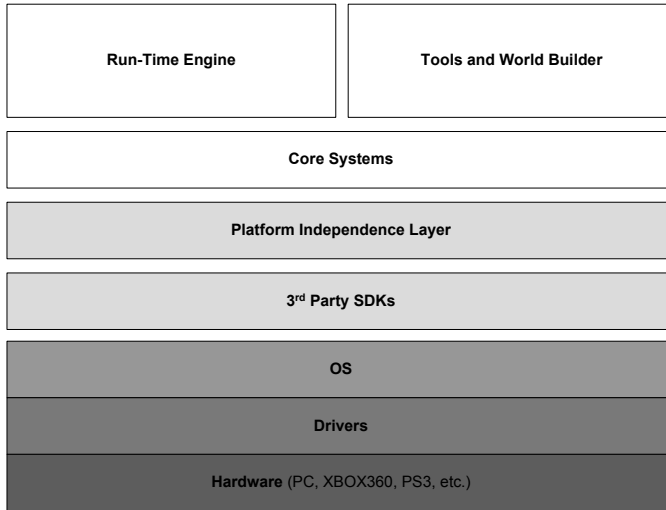 Run-Time Engine
Tools and World Builder
Core Systems
Platform Independence Layer
3rd Party SDKs
OS
Drivers
Hardware (PC, XBOX360, PS3, etc.)